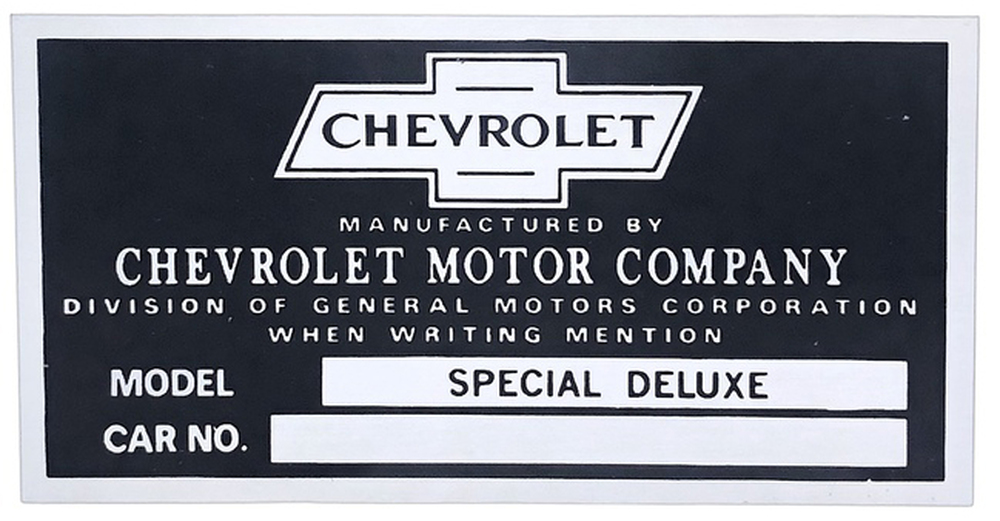 CHEVROLET
MANUFACTURED BY
CHEVROLET MOTOR COMPANY
DIVISION OF GENERAL MOTORS CORPORATION
WHEN WRITING MENTION
MODEL SPECIAL DELUXE
CAR NO.